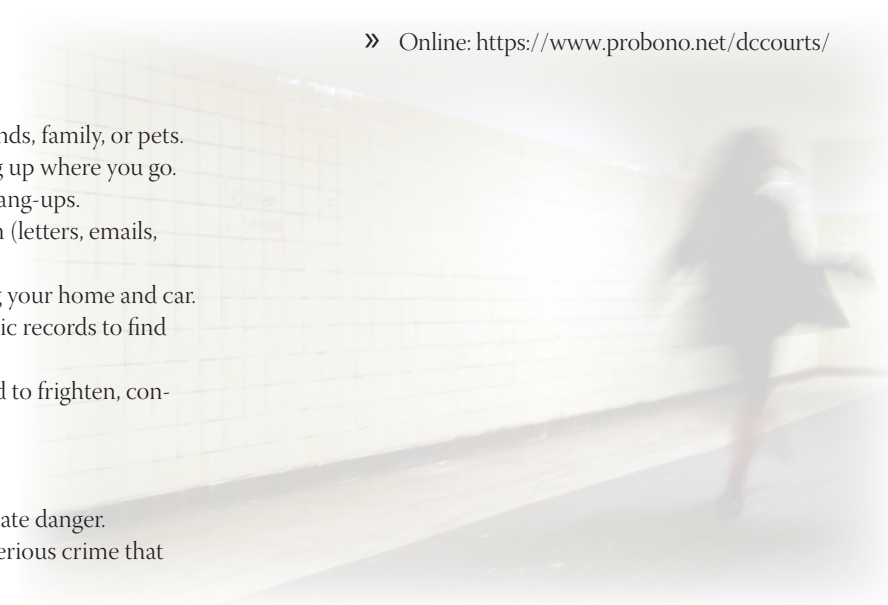 » Online: https://www.probono.net/dccourts/
nds, family, or pets.
g up where you go.
ang-ups.
n (letters, emails,
g your home and car.
ic records to find
d to frighten, con-
ate danger.
erious crime that